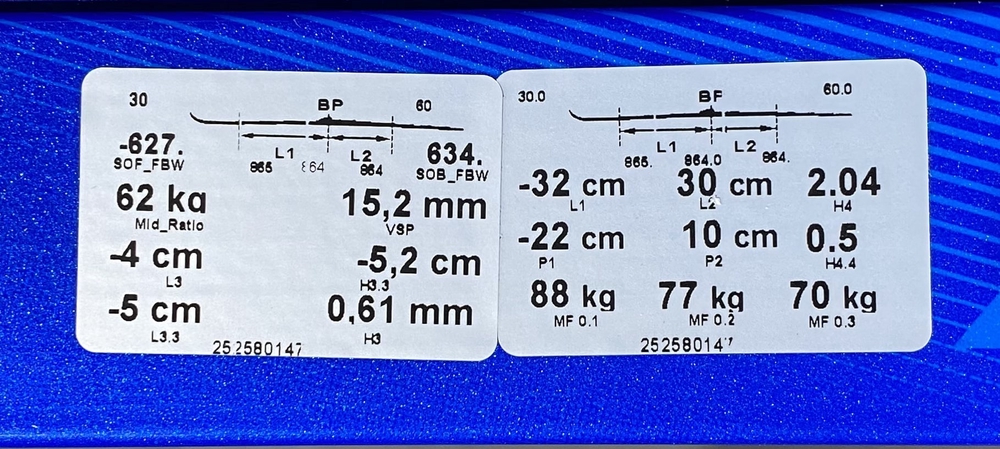 30 BP 60
-627. L1 L2 634.
SOF_FBW 865 864 864 SOB_FBW
62 kg 15,2 mm
Mid_Ratio VSP
-4 cm -5,2 cm
L3 H3.3
-5 cm 0,61 mm
L3.3 H3
252580147
30.0 BP 60.0
L1 L2
865. 864.0 864.
-32 cm 30 cm 2.04
L1 L2 H4
-22 cm 10 cm 0.5
P1 P2 H4.4
88 kg 77 kg 70 kg
MF 0.1 MF 0.2 MF 0.3
252580147